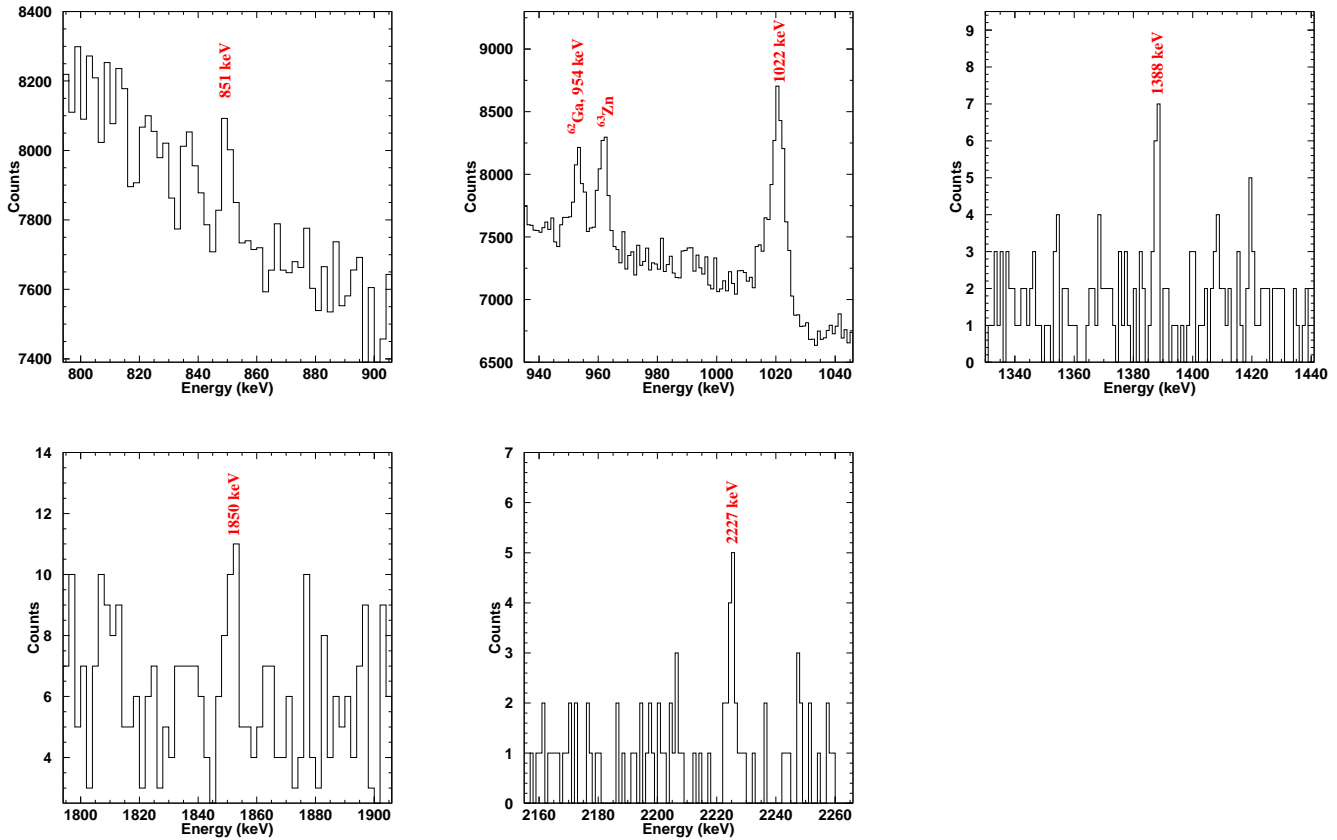 8400
8200
8000
7800
7600
7400
Counts
851 keV
800 820 840 860 880 900
Energy (keV)
9000
8500
8000
7500
7000
6500
Counts
62Ga, 954 keV
63Zn
1022 keV
940 960 980 1000 1020 1040
Energy (keV)
9
8
7
6
5
4
3
2
1
0
Counts
1388 keV
1340 1360 1380 1400 1420 1440
Energy (keV)
14
12
10
8
6
4
Counts
1850 keV
1800 1820 1840 1860 1880 1900
Energy (keV)
7
6
5
4
3
2
1
0
Counts
2227 keV
2160 2180 2200 2220 2240 2260
Energy (keV)